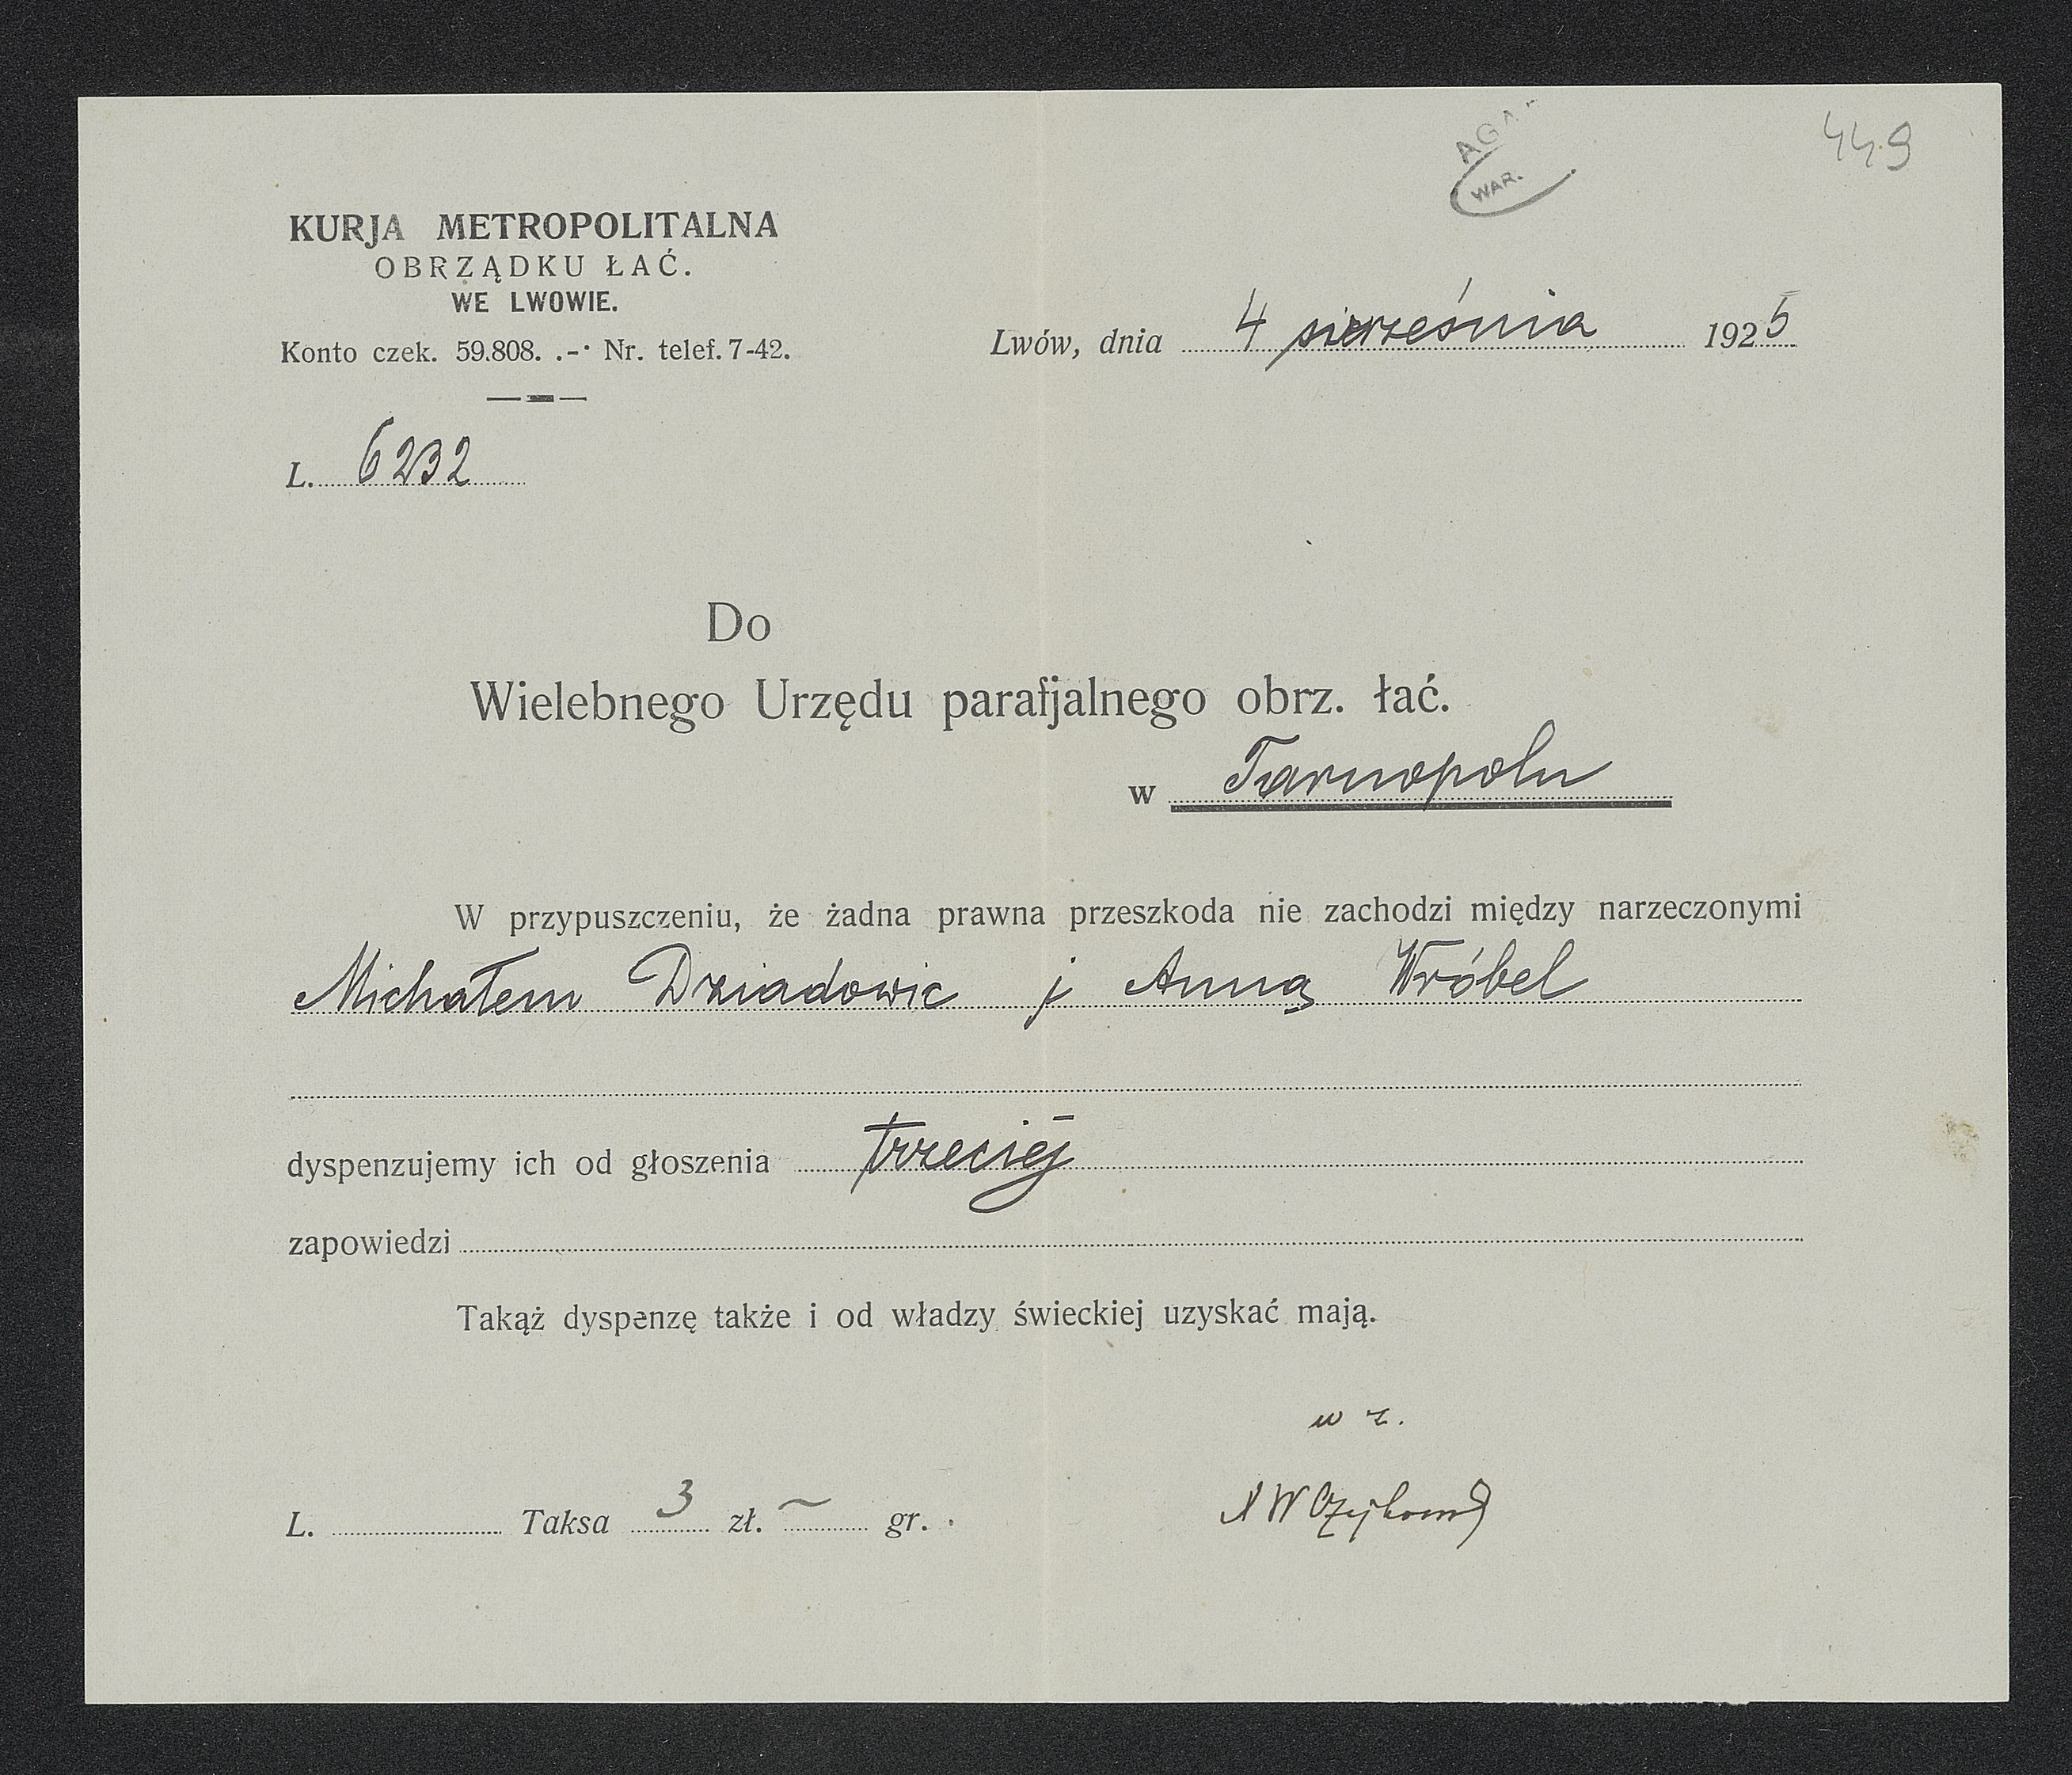 AGA
WAR.
449
KURJA METROPOLITALNA
OBRZĄDKU ŁAĆ.
WE LWOWIE.
Konto czek. 59.808. .-· Nr. telef. 7-42.
Lwów, dnia 4 września 1925
L. 6232
Do
Wielebnego Urzędu parafjalnego obrz. łać.
w Tarnopolu
W przypuszczeniu, że żadna prawna przeszkoda nie zachodzi między narzeczonymi
Michałem Dziadowic i Anną Wróbel
dyspenzujemy ich od głoszenia trzeciej
zapowiedzi
Takąż dyspenzę także i od władzy świeckiej uzyskać mają.
w z.
L. Taksa 3 zł. — gr.